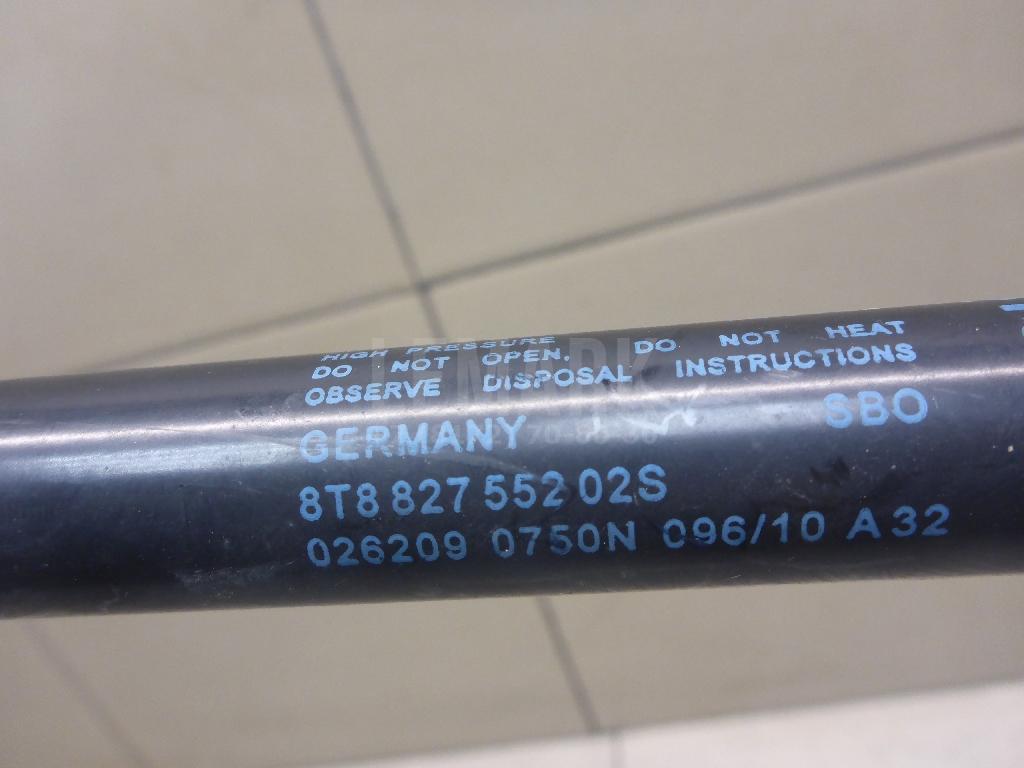 HIGH PRESSURE
DO NOT OPEN. DO NOT HEAT
OBSERVE DISPOSAL INSTRUCTIONS
GERMANY SBO
8T8 827 552 02S
026209 0750N 096/10 A 32